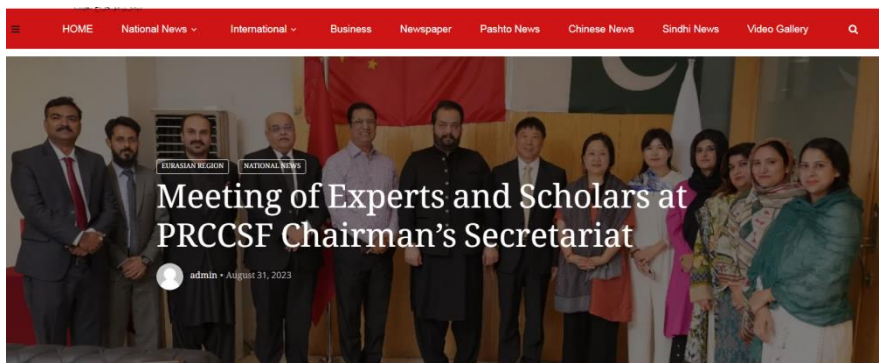 HOME
National News
International
Business
Newspaper
Pashto News
Chinese News
Sindhi News
Video Gallery
EURASIAN REGION
NATIONAL NEWS
Meeting of Experts and Scholars at
PRCCSF Chairman’s Secretariat
admin • August 31, 2023